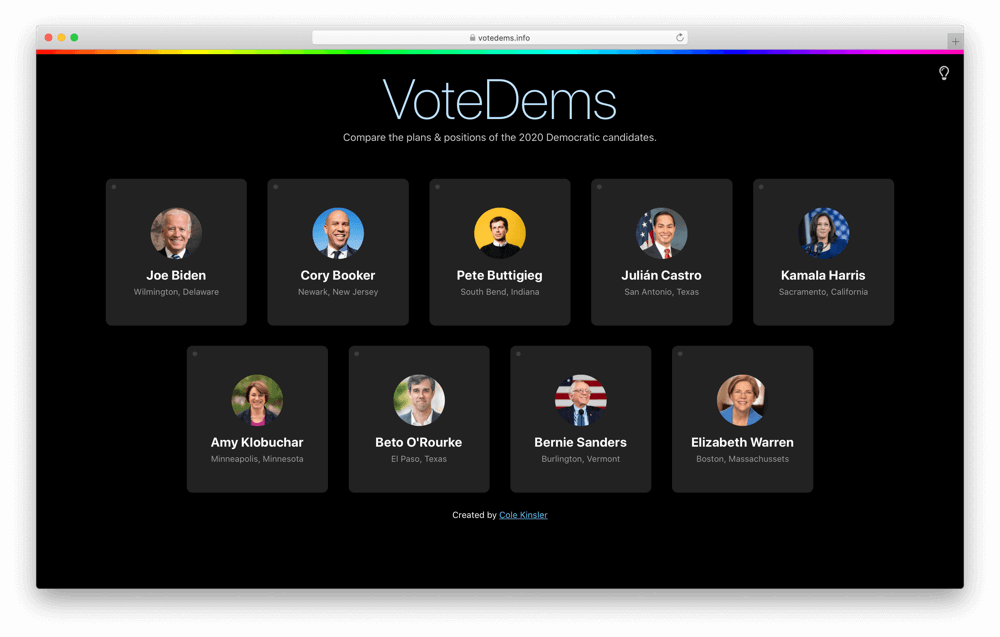 votedems.info
VoteDems
Compare the plans & positions of the 2020 Democratic candidates.
Joe Biden
Wilmington, Delaware
Cory Booker
Newark, New Jersey
Pete Buttigieg
South Bend, Indiana
Julián Castro
San Antonio, Texas
Kamala Harris
Sacramento, California
Amy Klobuchar
Minneapolis, Minnesota
Beto O'Rourke
El Paso, Texas
Bernie Sanders
Burlington, Vermont
Elizabeth Warren
Boston, Massachussets
Created by Cole Kinsler